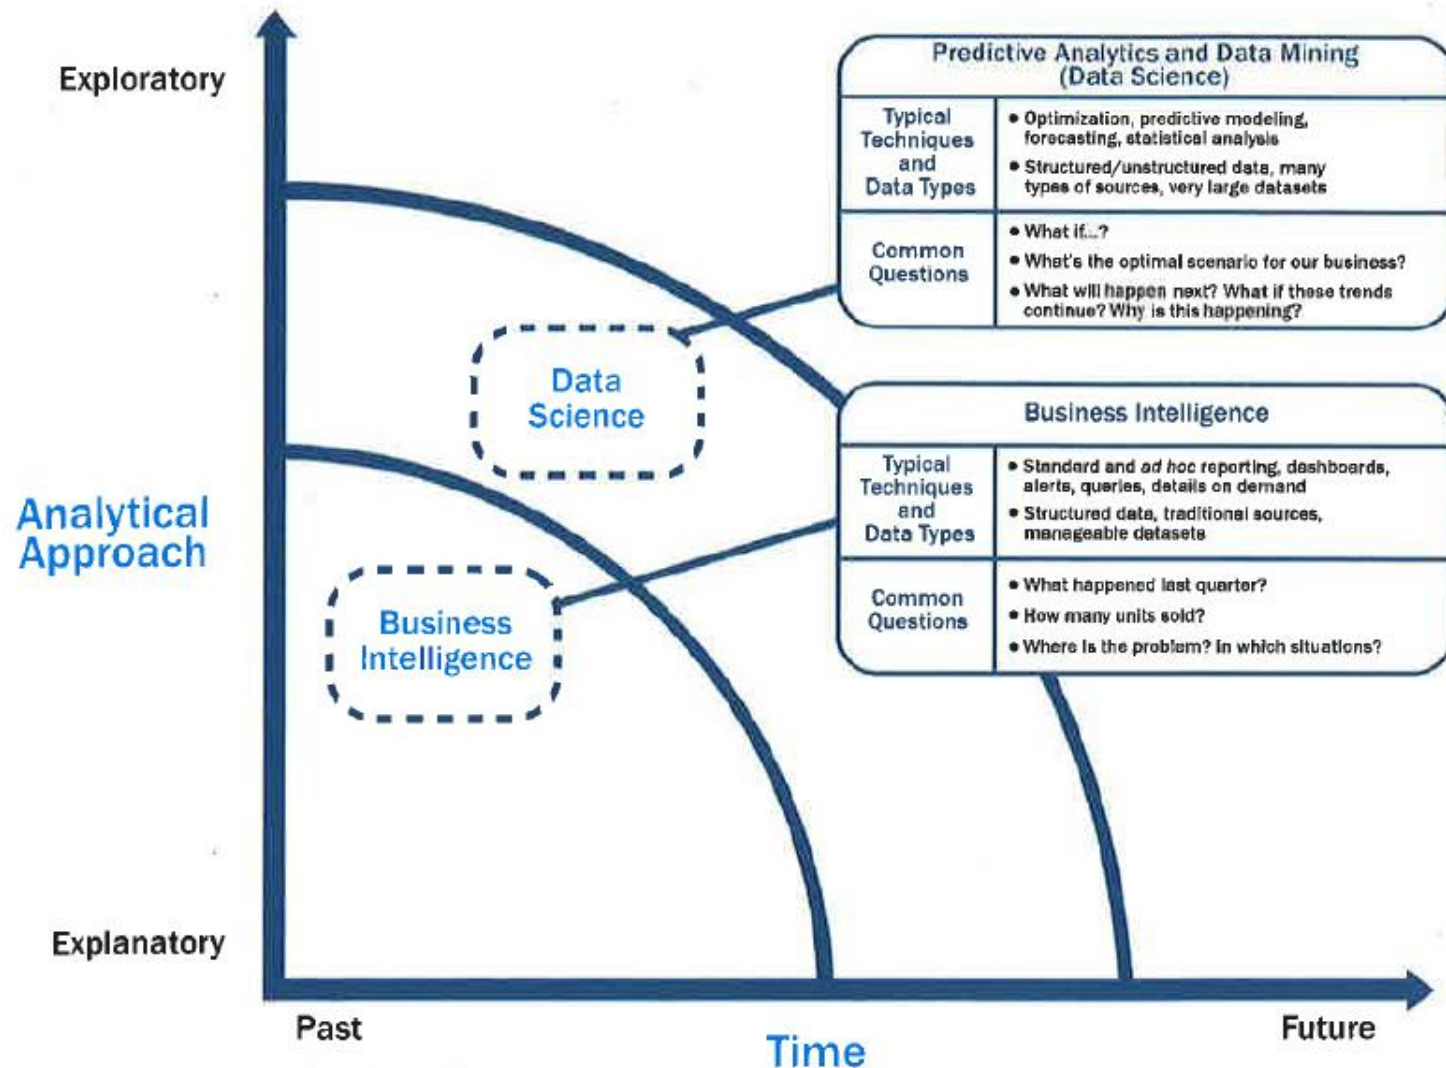 Exploratory
Predictive Analytics and Data Mining
(Data Science)
Typical
Techniques
and
Data Types
• Optimization, predictive modeling,
forecasting, statistical analysis
• Structured/unstructured data, many
types of sources, very large datasets
Common
Questions
• What if...?
• What's the optimal scenario for our business?
• What will happen next? What if these trends
continue? Why is this happening?
Data
Science
Business Intelligence
Typical
Techniques
and
Data Types
• Standard and ad hoc reporting, dashboards,
alerts, queries, details on demand
• Structured data, traditional sources,
manageable datasets
Common
Questions
• What happened last quarter?
• How many units sold?
• Where is the problem? In which situations?
Analytical
Approach
Business
Intelligence
Explanatory
Past
Time
Future